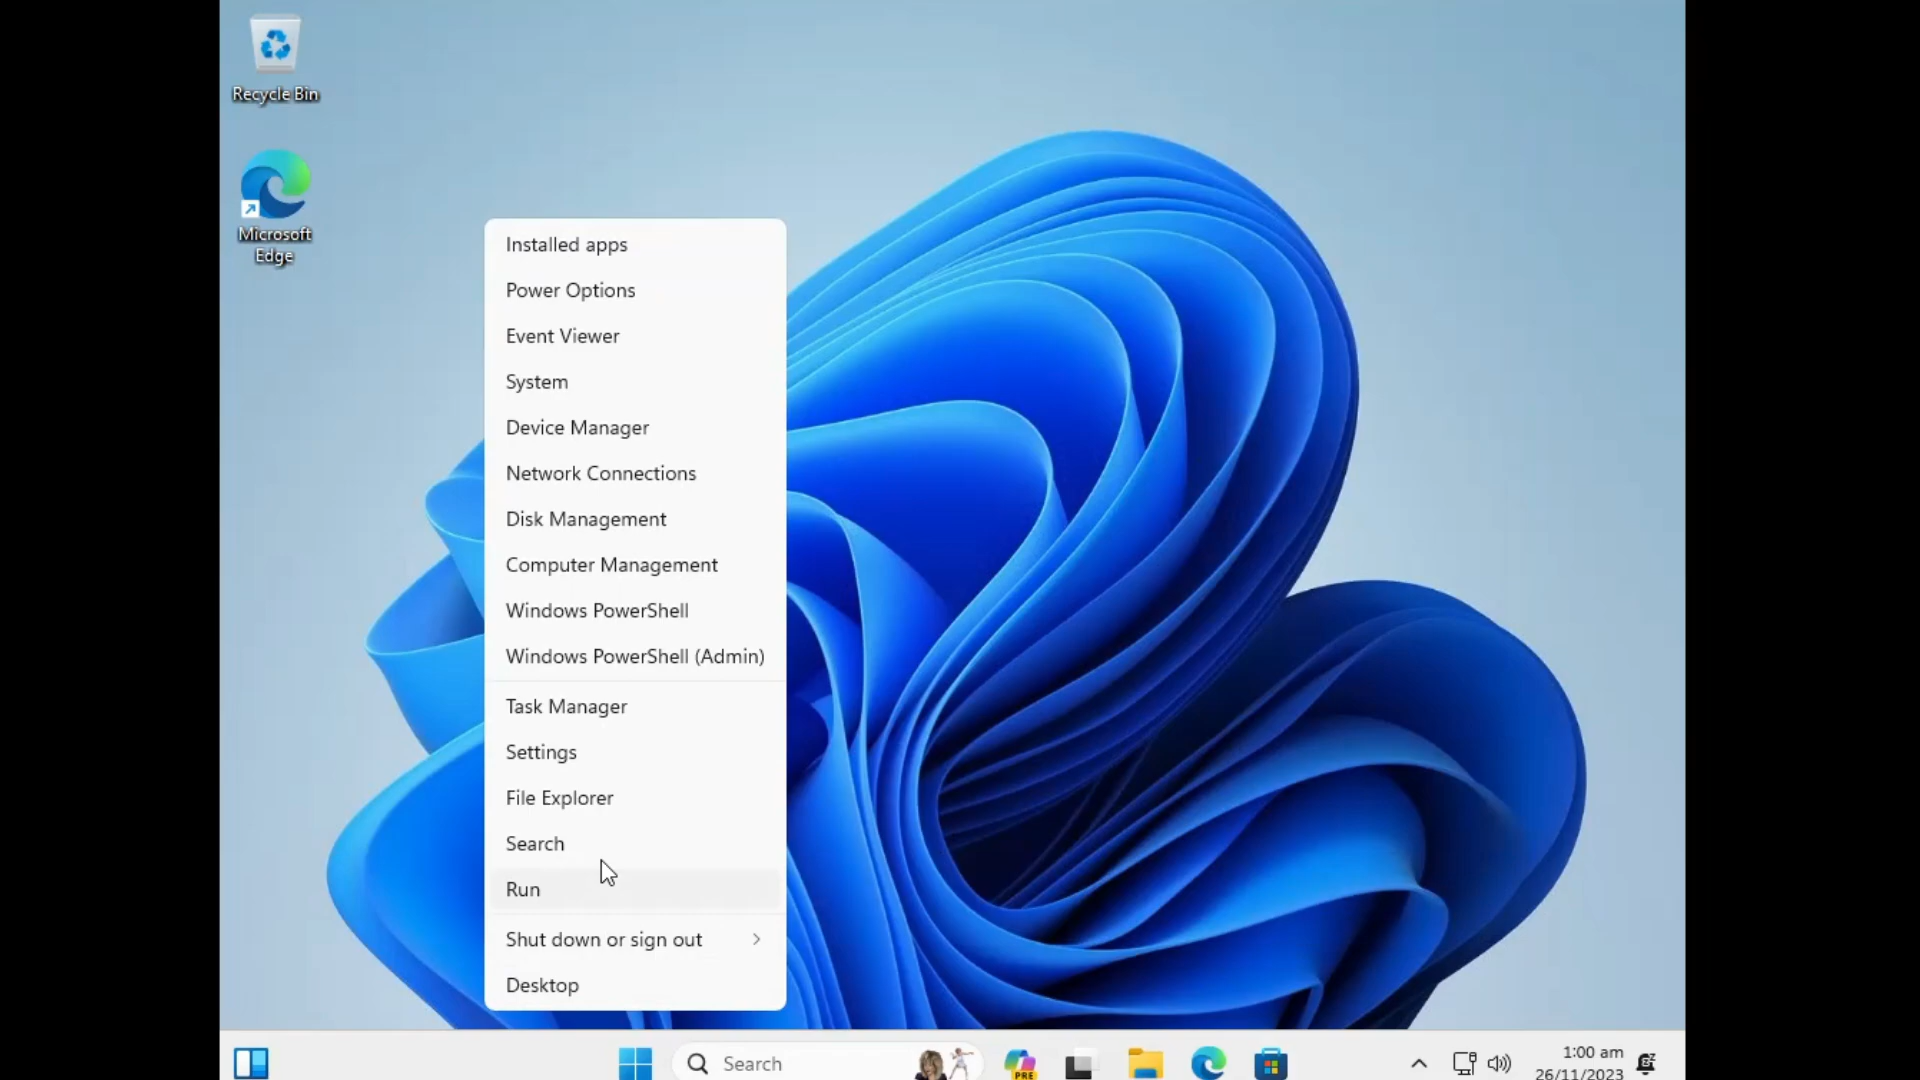 Recycle Bin
Microsoft
Edge
Installed apps
Power Options
Event Viewer
System
Device Manager
Network Connections
Disk Management
Computer Management
Windows PowerShell
Windows PowerShell (Admin)
Task Manager
Settings
File Explorer
Search
Run
Shut down or sign out
Desktop
Search
PRE
1:00 am
26/11/2023